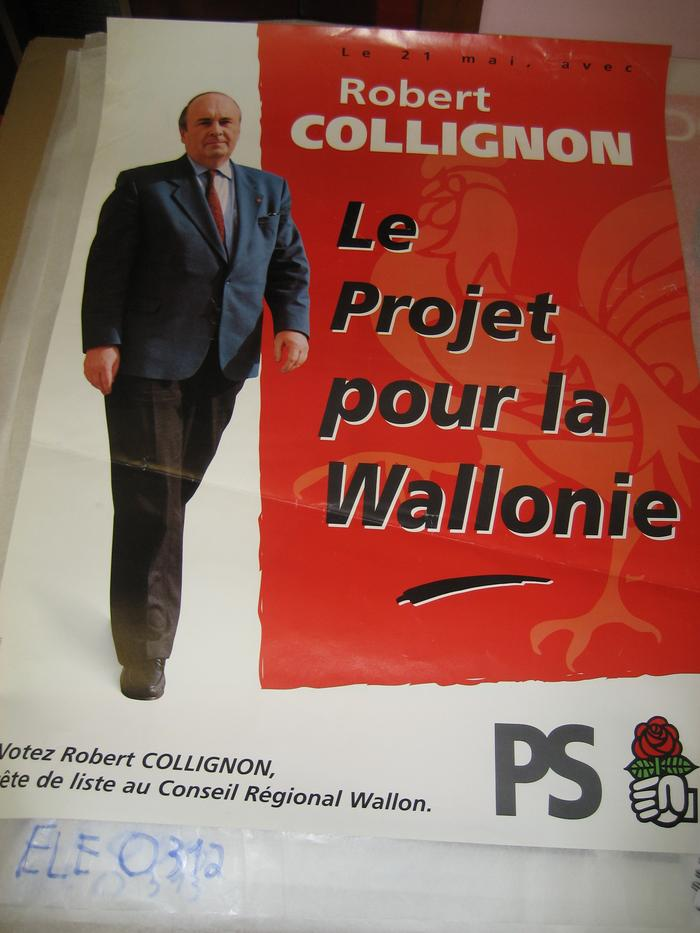 Le 21 mai, avec
Robert
COLLIGNON
Le
Projet
pour la
Wallonie
Votez Robert COLLIGNON,
tête de liste au Conseil Régional Wallon.
PS
ELE 0312